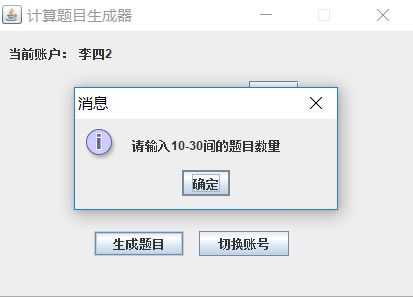 计算题目生成器
当前账户： 李四2
消息
请输入10-30间的题目数量
确定
生成题目
切换账号